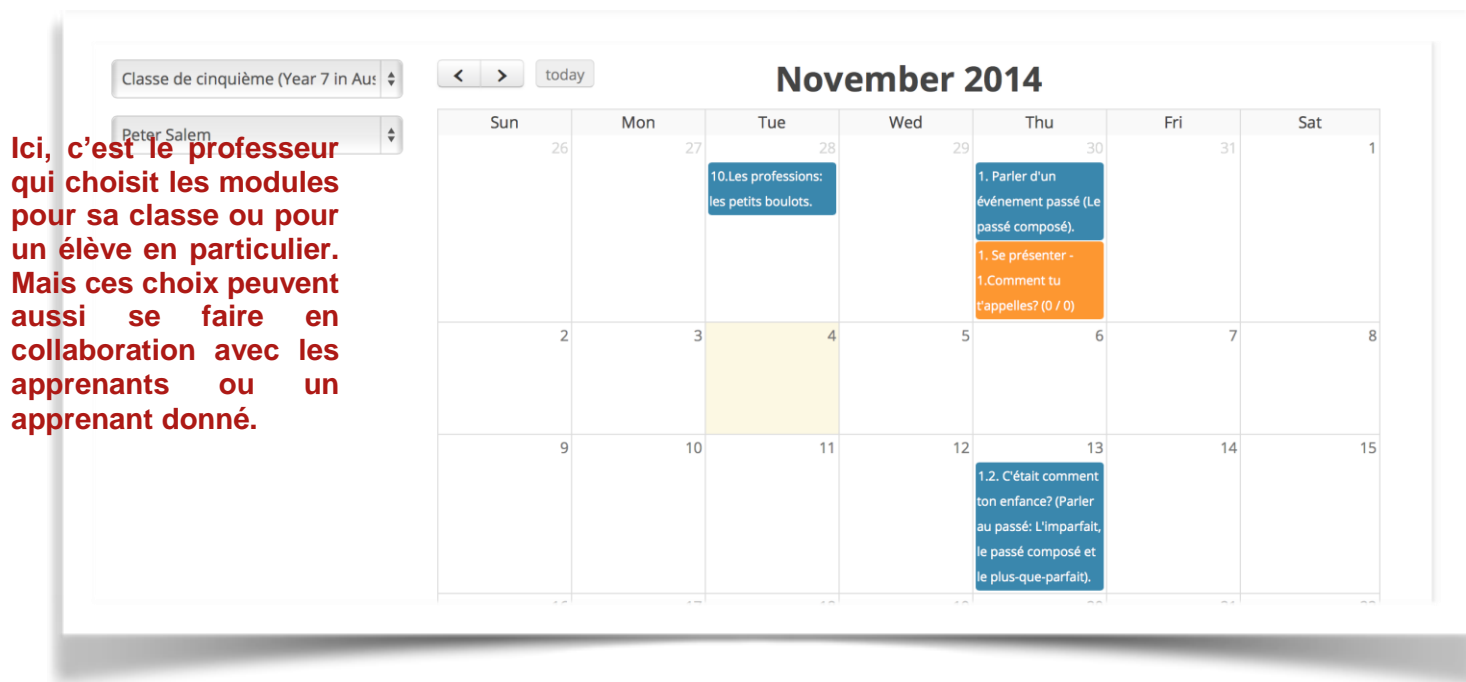 Classe de cinquième (Year 7 in Aus
Peter Salem
Ici, c’est le professeur
qui choisit les modules
pour sa classe ou pour
un élève en particulier.
Mais ces choix peuvent
aussi se faire en
collaboration avec les
apprenants ou un
apprenant donné.
< > today
November 2014
Sun Mon Tue Wed Thu Fri Sat
26 27 28 29 30 31 1
10.Les professions:
les petits boulots.
1. Parler d'un
événement passé (Le
passé composé).
1. Se présenter -
1.Comment tu
t'appelles? (0 / 0)
2 3 4 5 6 7 8
9 10 11 12 13 14 15
1.2. C'était comment
ton enfance? (Parler
au passé: L'imparfait,
le passé composé et
le plus-que-parfait).